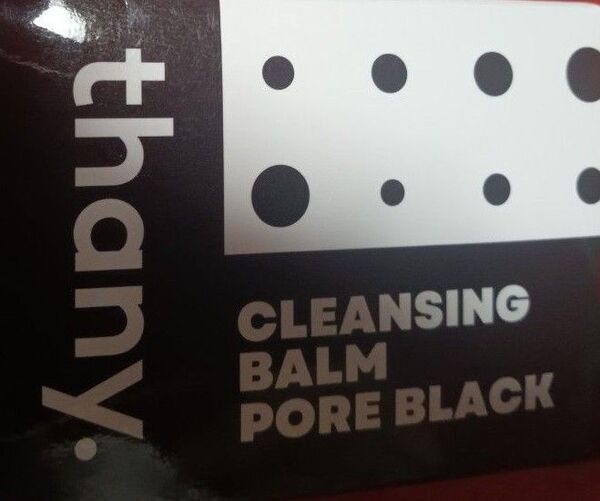 thany.
CLEANSING
BALM
PORE BLACK